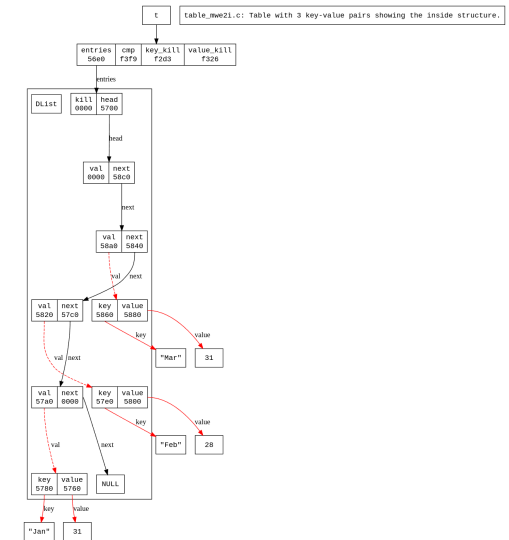 t
table_mwe2i.c: Table with 3 key-value pairs showing the inside structure.
entries cmp key_kill value_kill
56e0 f3f9 f2d3 f326
entries
DList
kill head
0000 5700
head
val next
0000 58c0
next
val next
58a0 5840
val next
val next
5820 57c0
key value
5860 5880
key value
"Mar" 31
val next
val next
57a0 0000
key value
57e0 5800
key value
"Feb" 28
val next
key value
5780 5760
NULL
key value
"Jan" 31